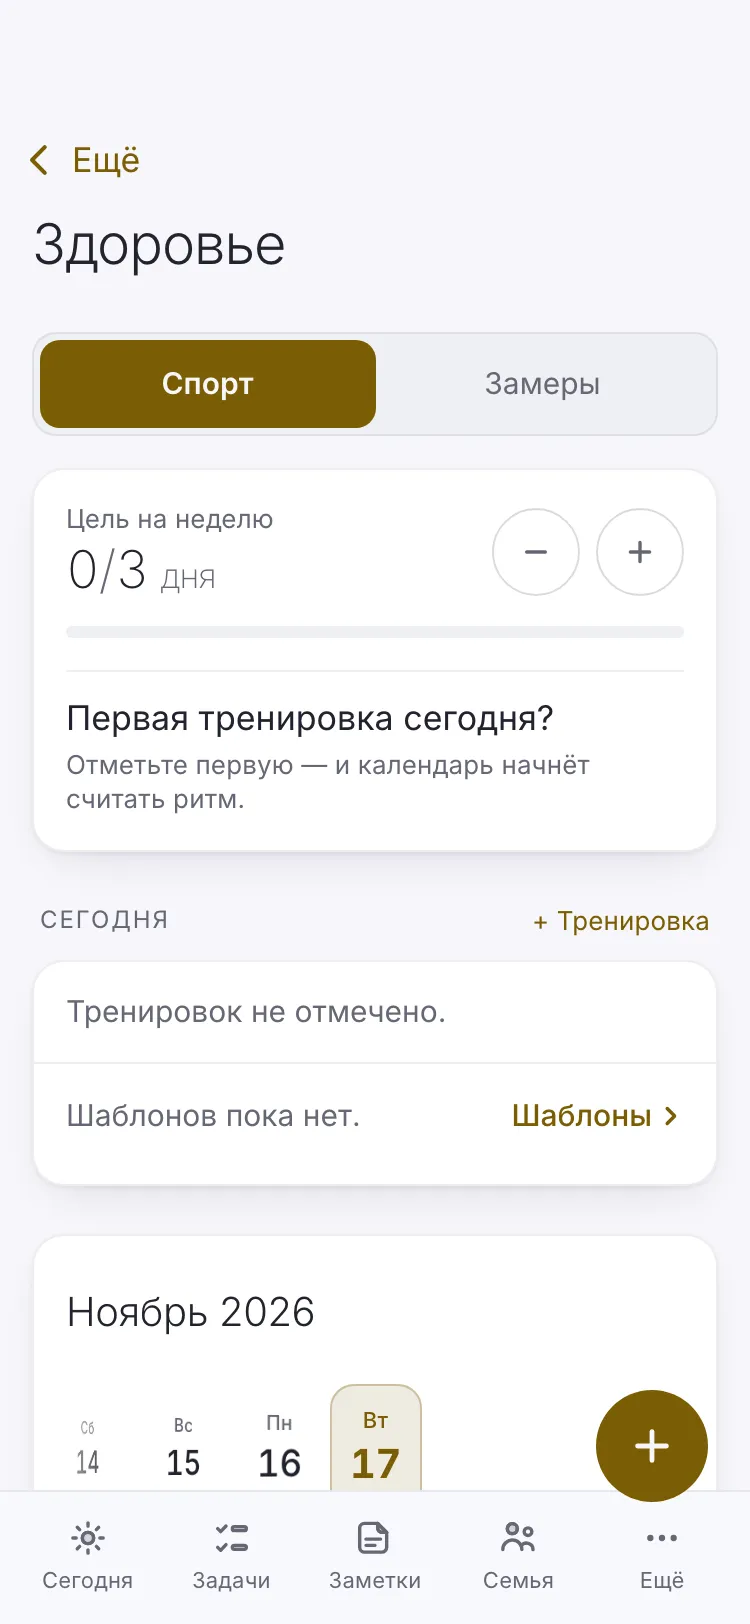 Ещё
Здоровье
Спорт
Замеры
Цель на неделю
0/3 дня
Первая тренировка сегодня?
Отметьте первую — и календарь начнёт
считать ритм.
СЕГОДНЯ
+ Тренировка
Тренировок не отмечено.
Шаблонов пока нет.
Шаблоны
Ноябрь 2026
Сб Вс Пн Вт
14 15 16 17
Сегодня
Задачи
Заметки
Семья
Ещё